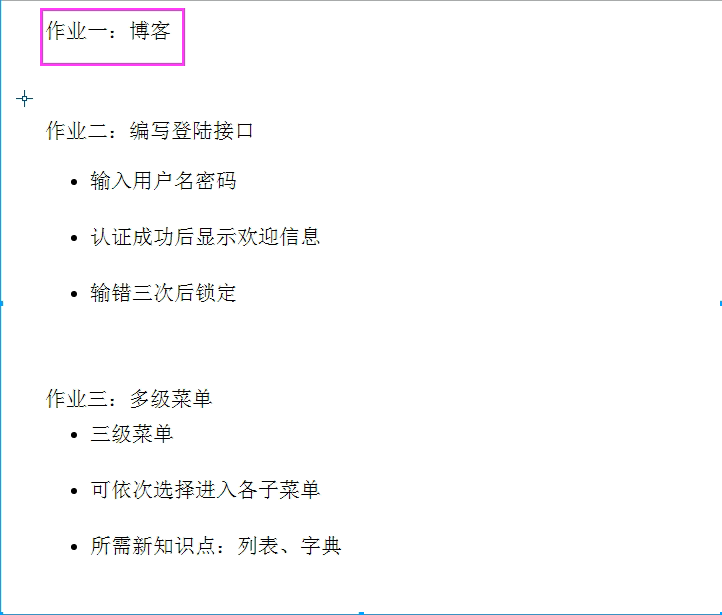 作业一：博客
作业二：编写登陆接口
• 输入用户名密码
• 认证成功后显示欢迎信息
• 输错三次后锁定
作业三：多级菜单
• 三级菜单
• 可依次选择进入各子菜单
• 所需新知识点：列表、字典